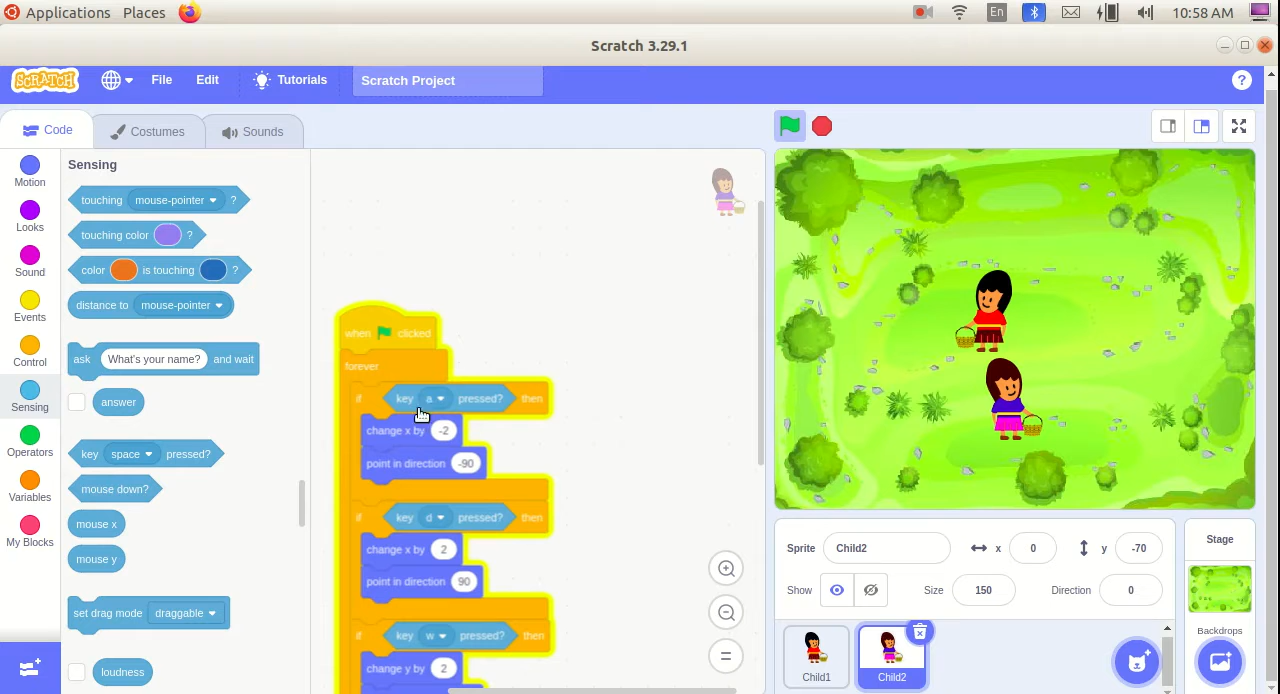 Applications Places En 10:58 AM
Scratch 3.29.1
SCRATCH File Edit Tutorials Scratch Project ?
Code Costumes Sounds
Motion
Looks
Sound
Events
Control
Sensing
Operators
Variables
My Blocks
Sensing
touching mouse-pointer ?
touching color ?
color is touching ?
distance to mouse-pointer
ask What's your name? and wait
answer
key space pressed?
mouse down?
mouse x
mouse y
set drag mode draggable
loudness
when clicked
forever
if key a pressed? then
change x by -2
point in direction -90
if key d pressed? then
change x by 2
point in direction 90
if key w pressed? then
change y by 2
Sprite Child2 x 0 y -70
Show Size 150 Direction 0
Child1 Child2
Stage
Backdrops